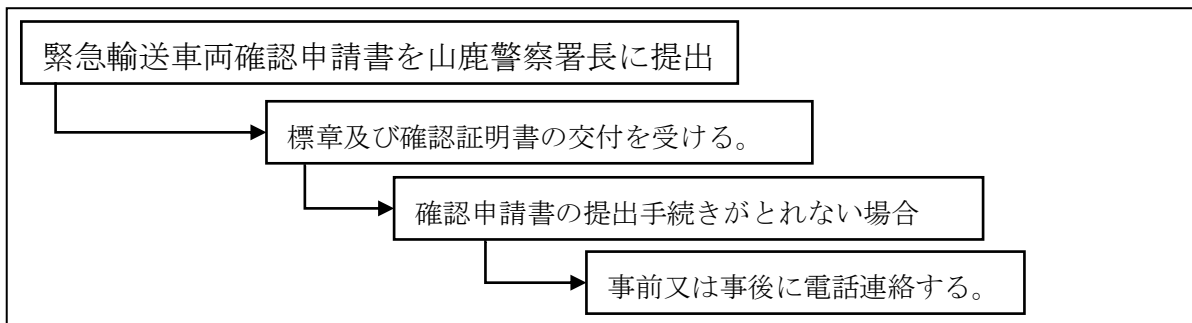 緊急輸送車両確認申請書を山鹿警察署長に提出
標章及び確認証明書の交付を受ける。
確認申請書の提出手続きがとれない場合
事前又は事後に電話連絡する。